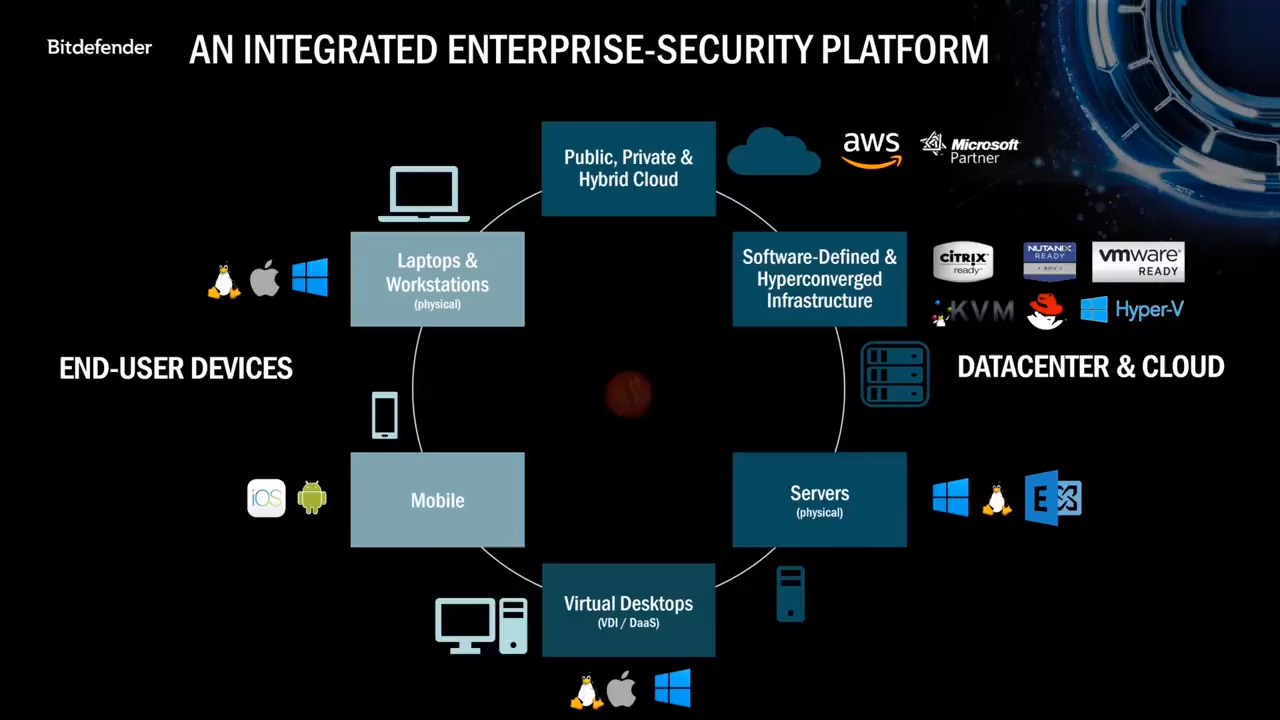 Bitdefender
AN INTEGRATED ENTERPRISE-SECURITY PLATFORM
Public, Private &
Hybrid Cloud
aws
Microsoft
Partner
Laptops &
Workstations
(physical)
Software-Defined &
Hyperconverged
Infrastructure
CITRIX
ready
NUTANIX
READY
AHV
vmware
READY
KVM
Hyper-V
END-USER DEVICES
DATACENTER & CLOUD
iOS
Mobile
Servers
(physical)
E
Virtual Desktops
(VDI / DaaS)